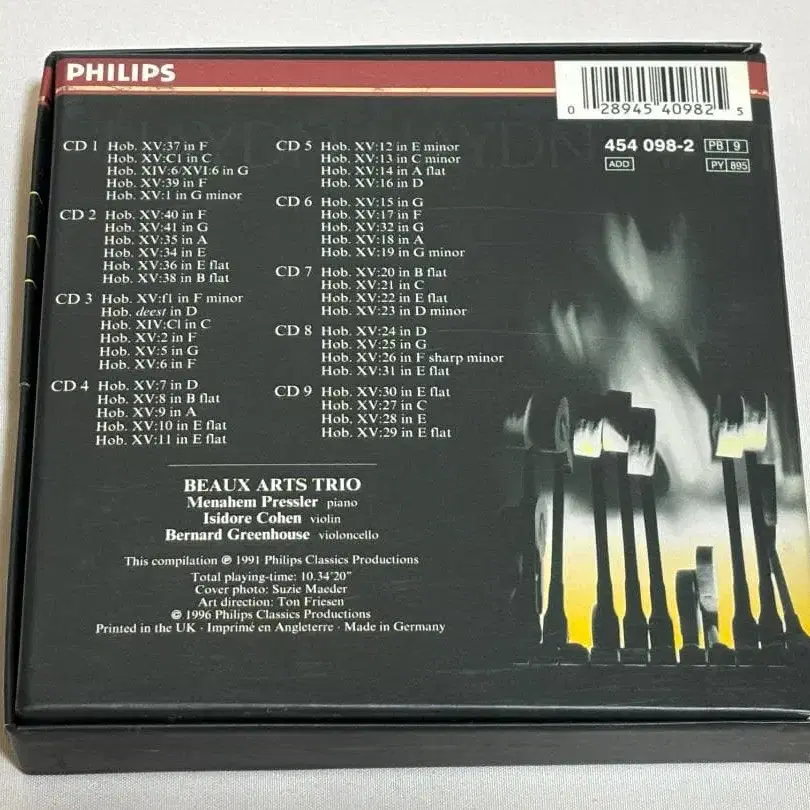 PHILIPS
0 28945 40982 5
454 098-2 PB 9
ADD PY 895
CD 1 Hob. XV:37 in F
Hob. XV:C1 in C
Hob. XIV:6/XVI:6 in G
Hob. XV:39 in F
Hob. XV:1 in G minor
CD 2 Hob. XV:40 in F
Hob. XV:41 in G
Hob. XV:35 in A
Hob. XV:34 in E
Hob. XV:36 in E flat
Hob. XV:38 in B flat
CD 3 Hob. XV:f1 in F minor
Hob. deest in D
Hob. XIV:C1 in C
Hob. XV:2 in F
Hob. XV:5 in G
Hob. XV:6 in F
CD 4 Hob. XV:7 in D
Hob. XV:8 in B flat
Hob. XV:9 in A
Hob. XV:10 in E flat
Hob. XV:11 in E flat
CD 5 Hob. XV:12 in E minor
Hob. XV:13 in C minor
Hob. XV:14 in A flat
Hob. XV:16 in D
CD 6 Hob. XV:15 in G
Hob. XV:17 in F
Hob. XV:32 in G
Hob. XV:18 in A
Hob. XV:19 in G minor
CD 7 Hob. XV:20 in B flat
Hob. XV:21 in C
Hob. XV:22 in E flat
Hob. XV:23 in D minor
CD 8 Hob. XV:24 in D
Hob. XV:25 in G
Hob. XV:26 in F sharp minor
Hob. XV:31 in E flat
CD 9 Hob. XV:30 in E flat
Hob. XV:27 in C
Hob. XV:28 in E
Hob. XV:29 in E flat
BEAUX ARTS TRIO
Menahem Pressler piano
Isidore Cohen violin
Bernard Greenhouse violoncello
This compilation ℗ 1991 Philips Classics Productions
Total playing-time: 10.34'20"
Cover photo: Suzie Maeder
Art direction: Ton Friesen
© 1996 Philips Classics Productions
Printed in the UK · Imprimé en Angleterre · Made in Germany